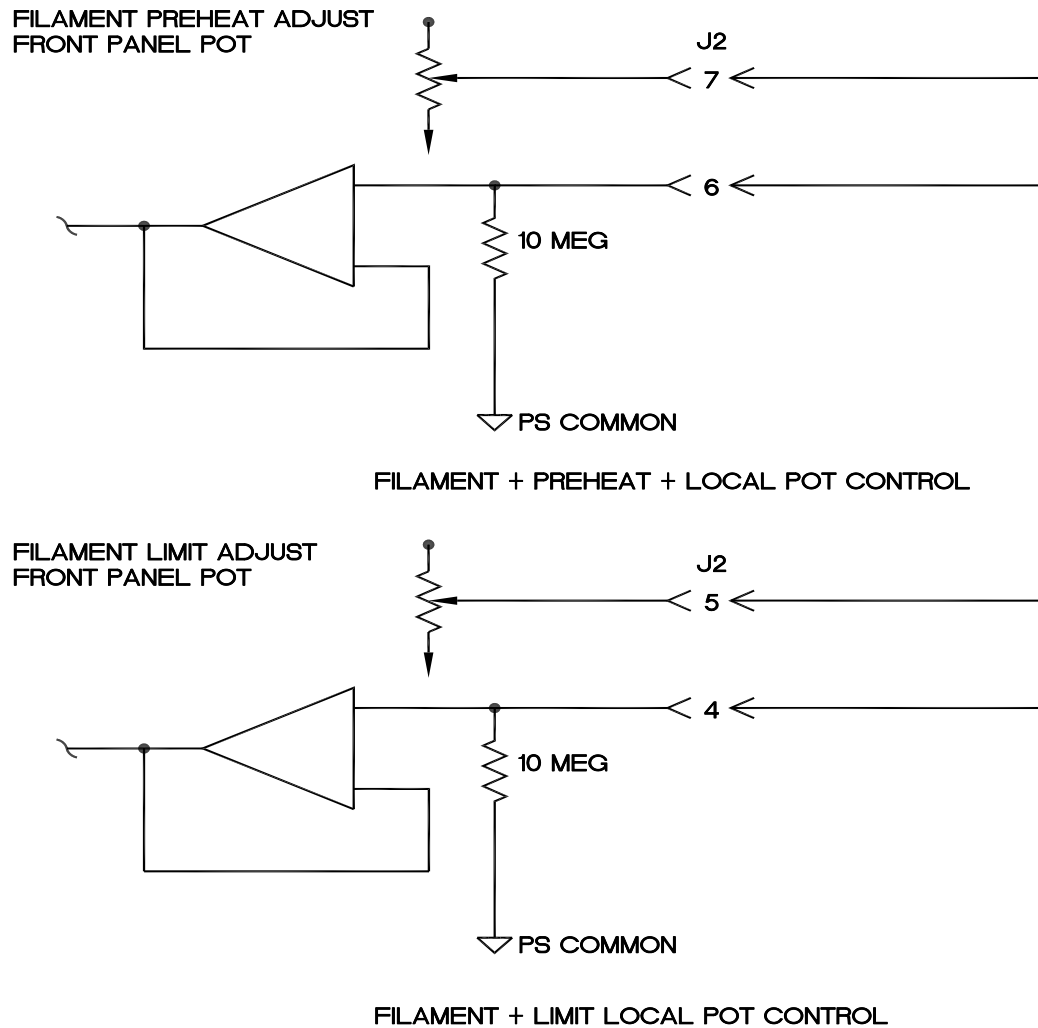 FILAMENT PREHEAT ADJUST
FRONT PANEL POT
J2
7
6
10 MEG
PS COMMON
FILAMENT + PREHEAT + LOCAL POT CONTROL
FILAMENT LIMIT ADJUST
FRONT PANEL POT
J2
5
4
10 MEG
PS COMMON
FILAMENT + LIMIT LOCAL POT CONTROL